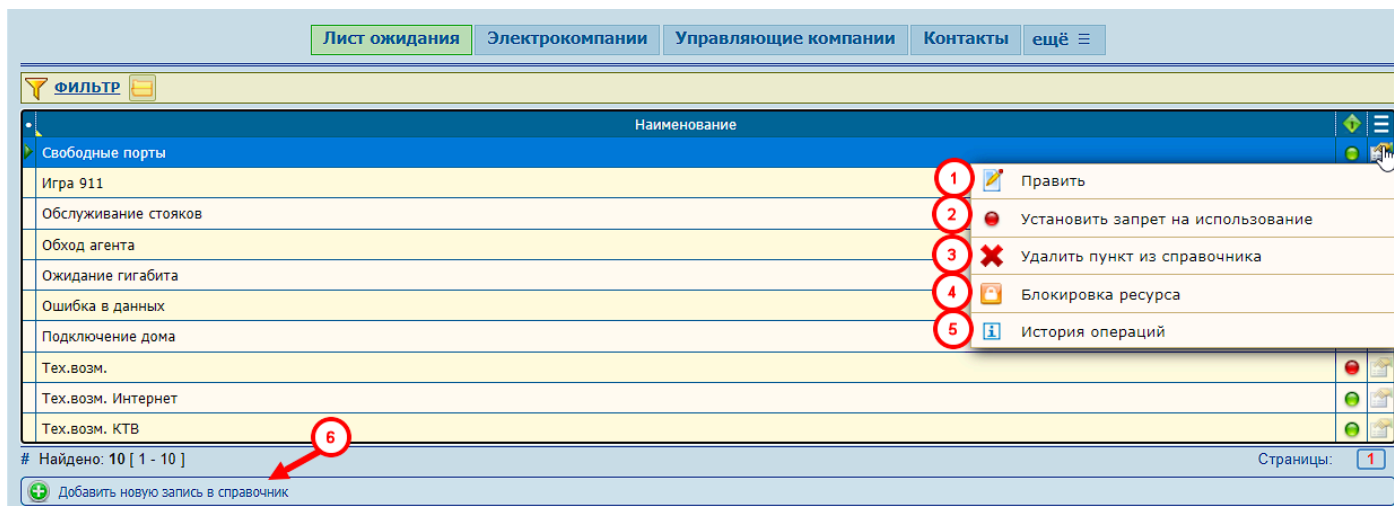 Лист ожидания Электрокомпании Управляющие компании Контакты ещё ☰
ФИЛЬТР
Наименование
Свободные порты
Игра 911
1 Править
Обслуживание стояков
2 Установить запрет на использование
Обход агента
3 Удалить пункт из справочника
Ожидание гигабита
4 Блокировка ресурса
Ошибка в данных
5 История операций
Подключение дома
Тех.возм.
Тех.возм. Интернет
Тех.возм. КТВ
6
# Найдено: 10 [ 1 - 10 ] Страницы: 1
Добавить новую запись в справочник